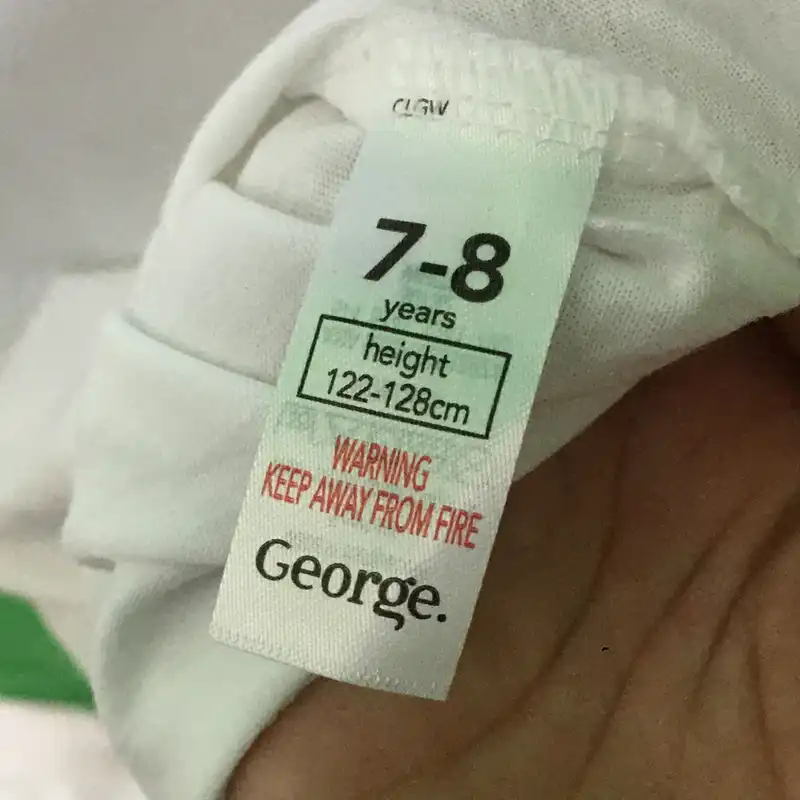 CLGW
7-8
years
height
122-128cm
WARNING
KEEP AWAY FROM FIRE
George.